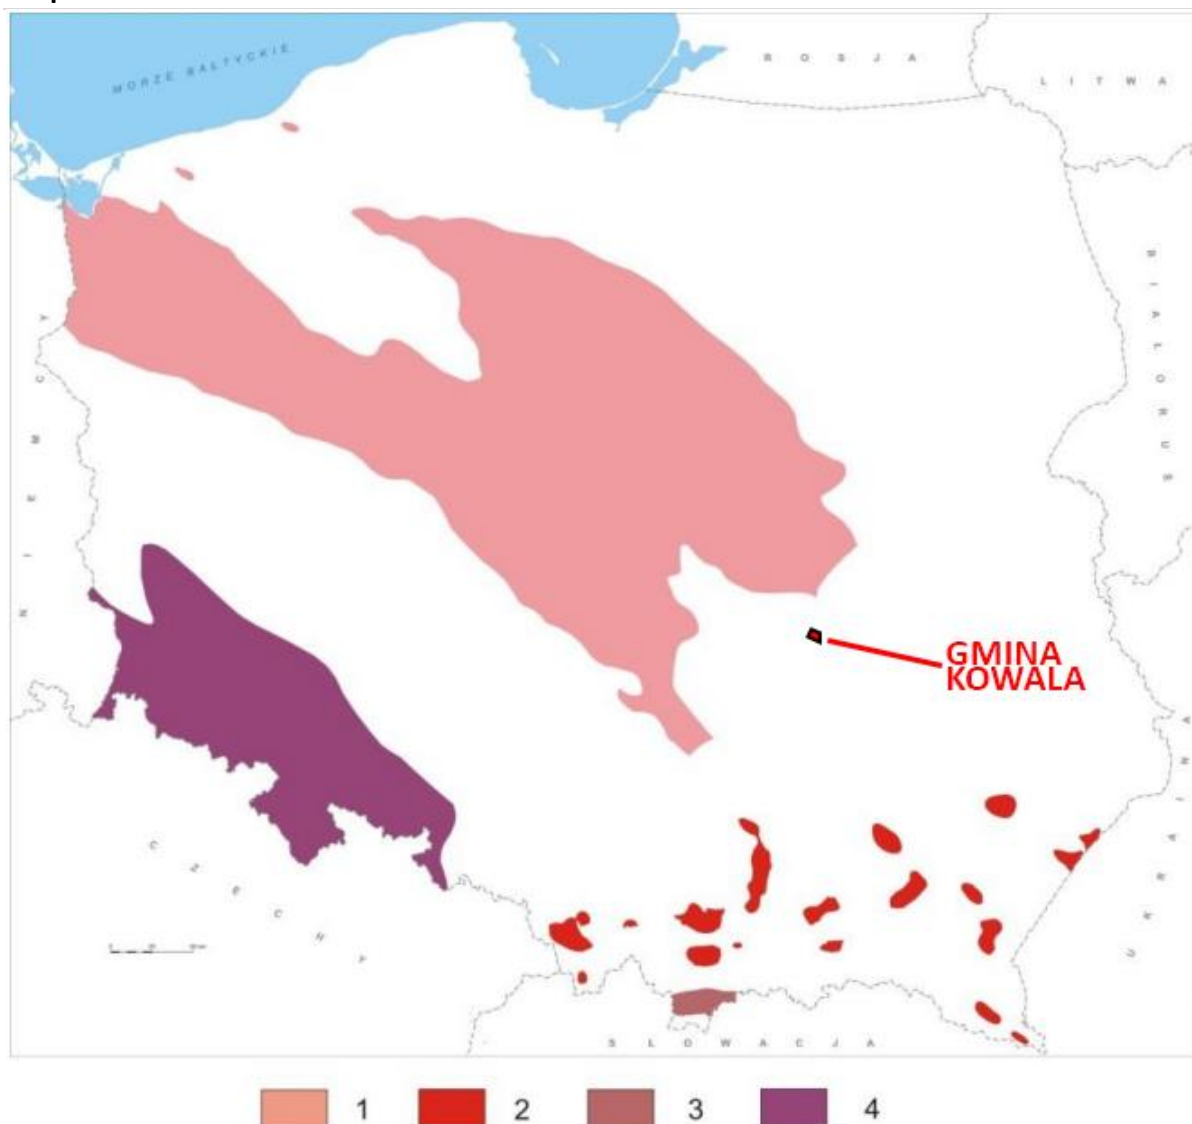 MORZE BAŁTYCKIE
ROSJA
LITWA
BIAŁORUŚ
NIEMCY
GMINA
KOWALA
UKRAINA
CZECHY
SŁOWACJA
1 2 3 4